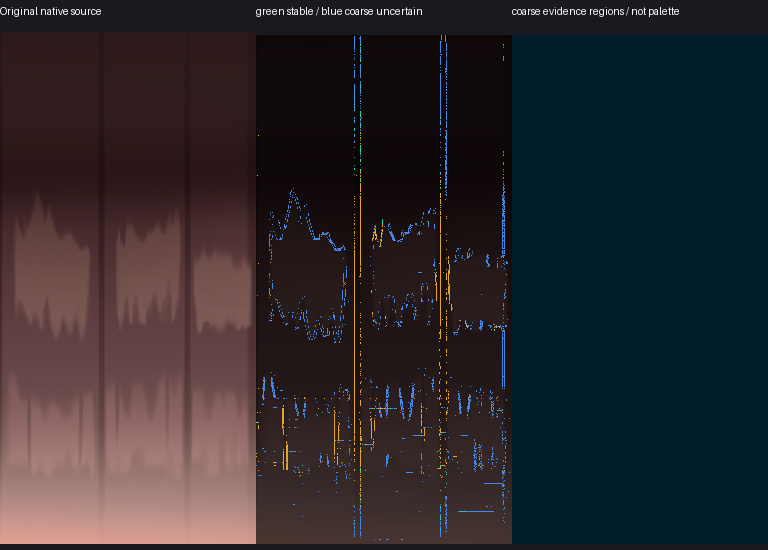 Original native source
green stable / blue coarse uncertain
coarse evidence regions / not palette